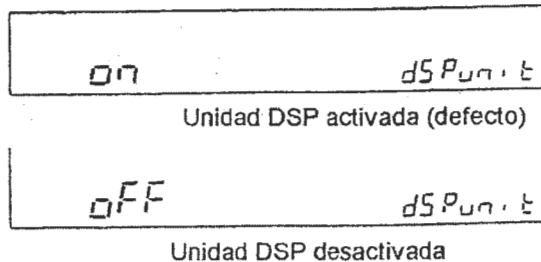 on dSPunit
Unidad DSP activada (defecto)
oFF dSPunit
Unidad DSP desactivada